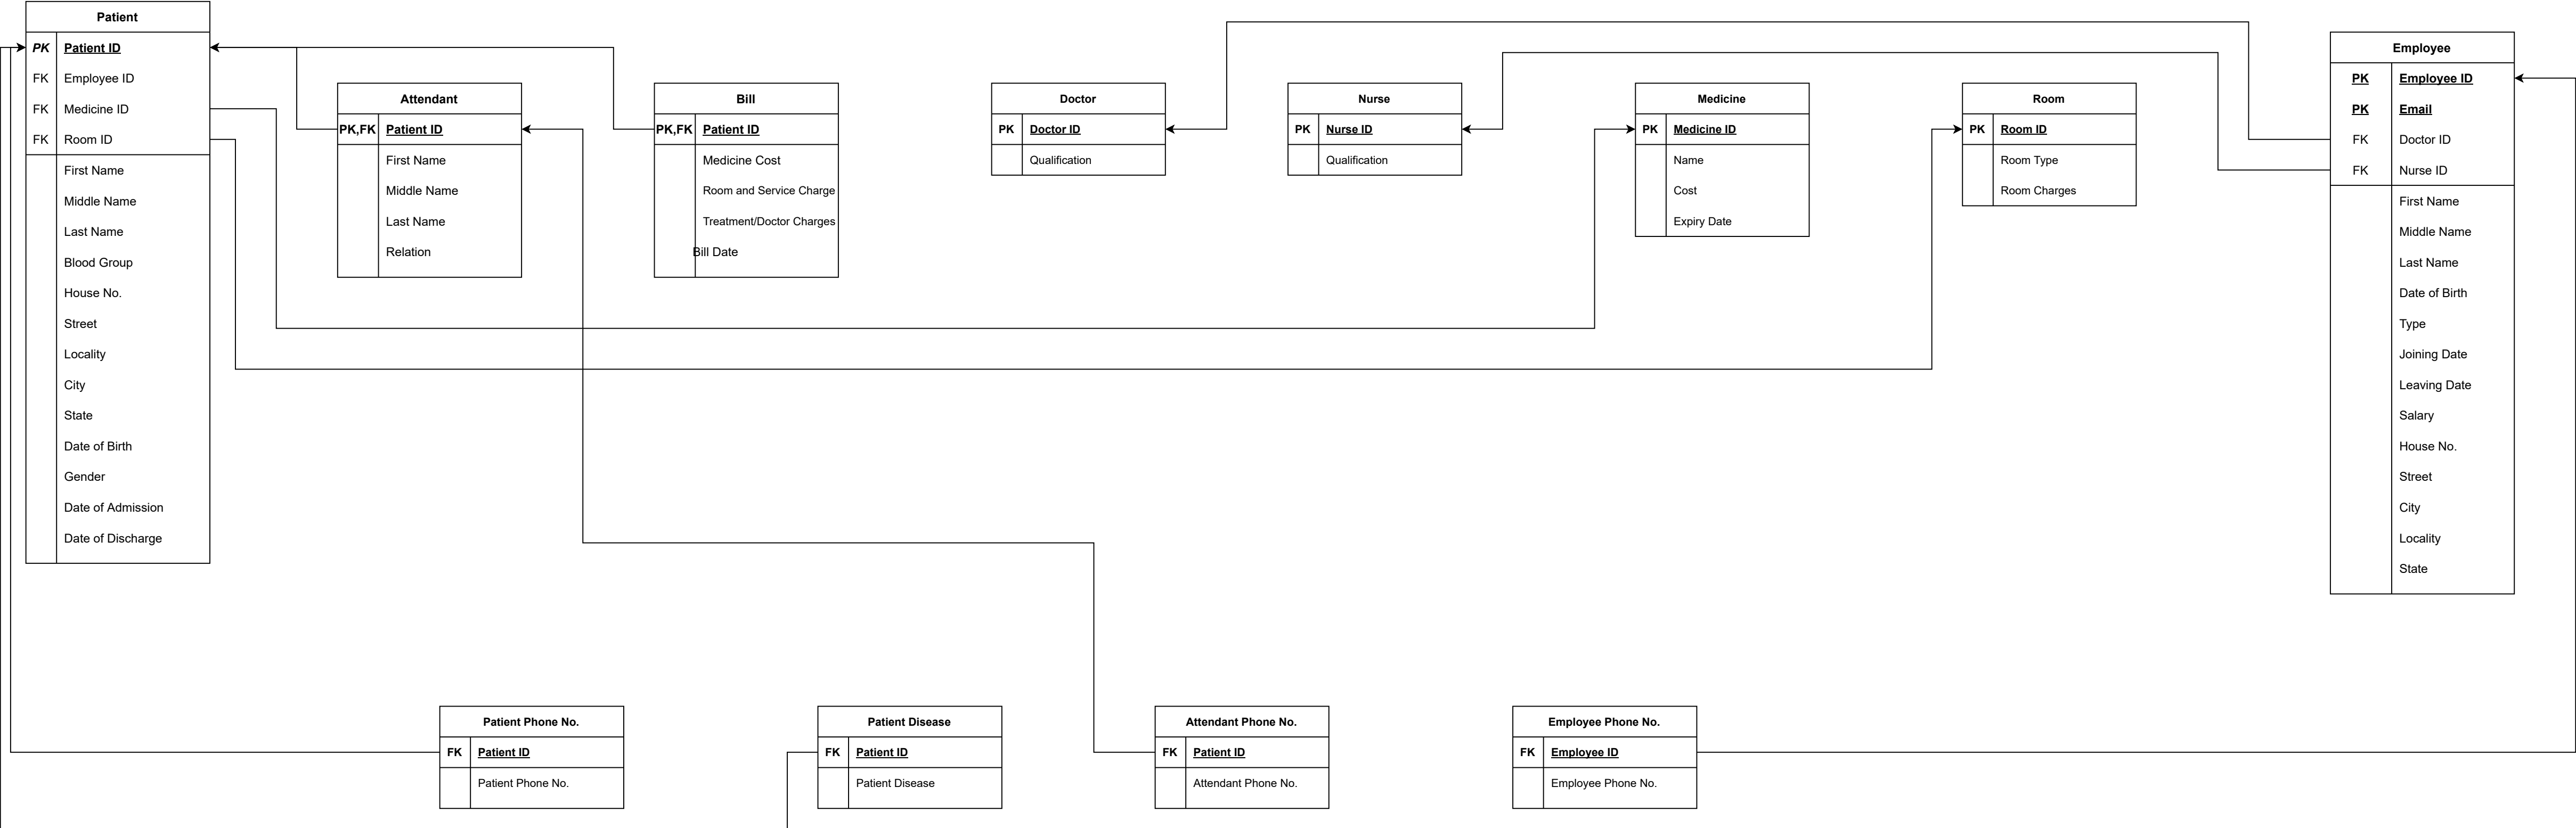 Patient
PK Patient ID
FK Employee ID
FK Medicine ID
FK Room ID
First Name
Middle Name
Last Name
Blood Group
House No.
Street
Locality
City
State
Date of Birth
Gender
Date of Admission
Date of Discharge
Attendant
PK,FK Patient ID
First Name
Middle Name
Last Name
Relation
Bill
PK,FK Patient ID
Medicine Cost
Room and Service Charge
Treatment/Doctor Charges
Bill Date
Doctor
PK Doctor ID
Qualification
Nurse
PK Nurse ID
Qualification
Medicine
PK Medicine ID
Name
Cost
Expiry Date
Room
PK Room ID
Room Type
Room Charges
Employee
PK Employee ID
PK Email
FK Doctor ID
FK Nurse ID
First Name
Middle Name
Last Name
Date of Birth
Type
Joining Date
Leaving Date
Salary
House No.
Street
City
Locality
State
Patient Phone No.
FK Patient ID
Patient Phone No.
Patient Disease
FK Patient ID
Patient Disease
Attendant Phone No.
FK Patient ID
Attendant Phone No.
Employee Phone No.
FK Employee ID
Employee Phone No.